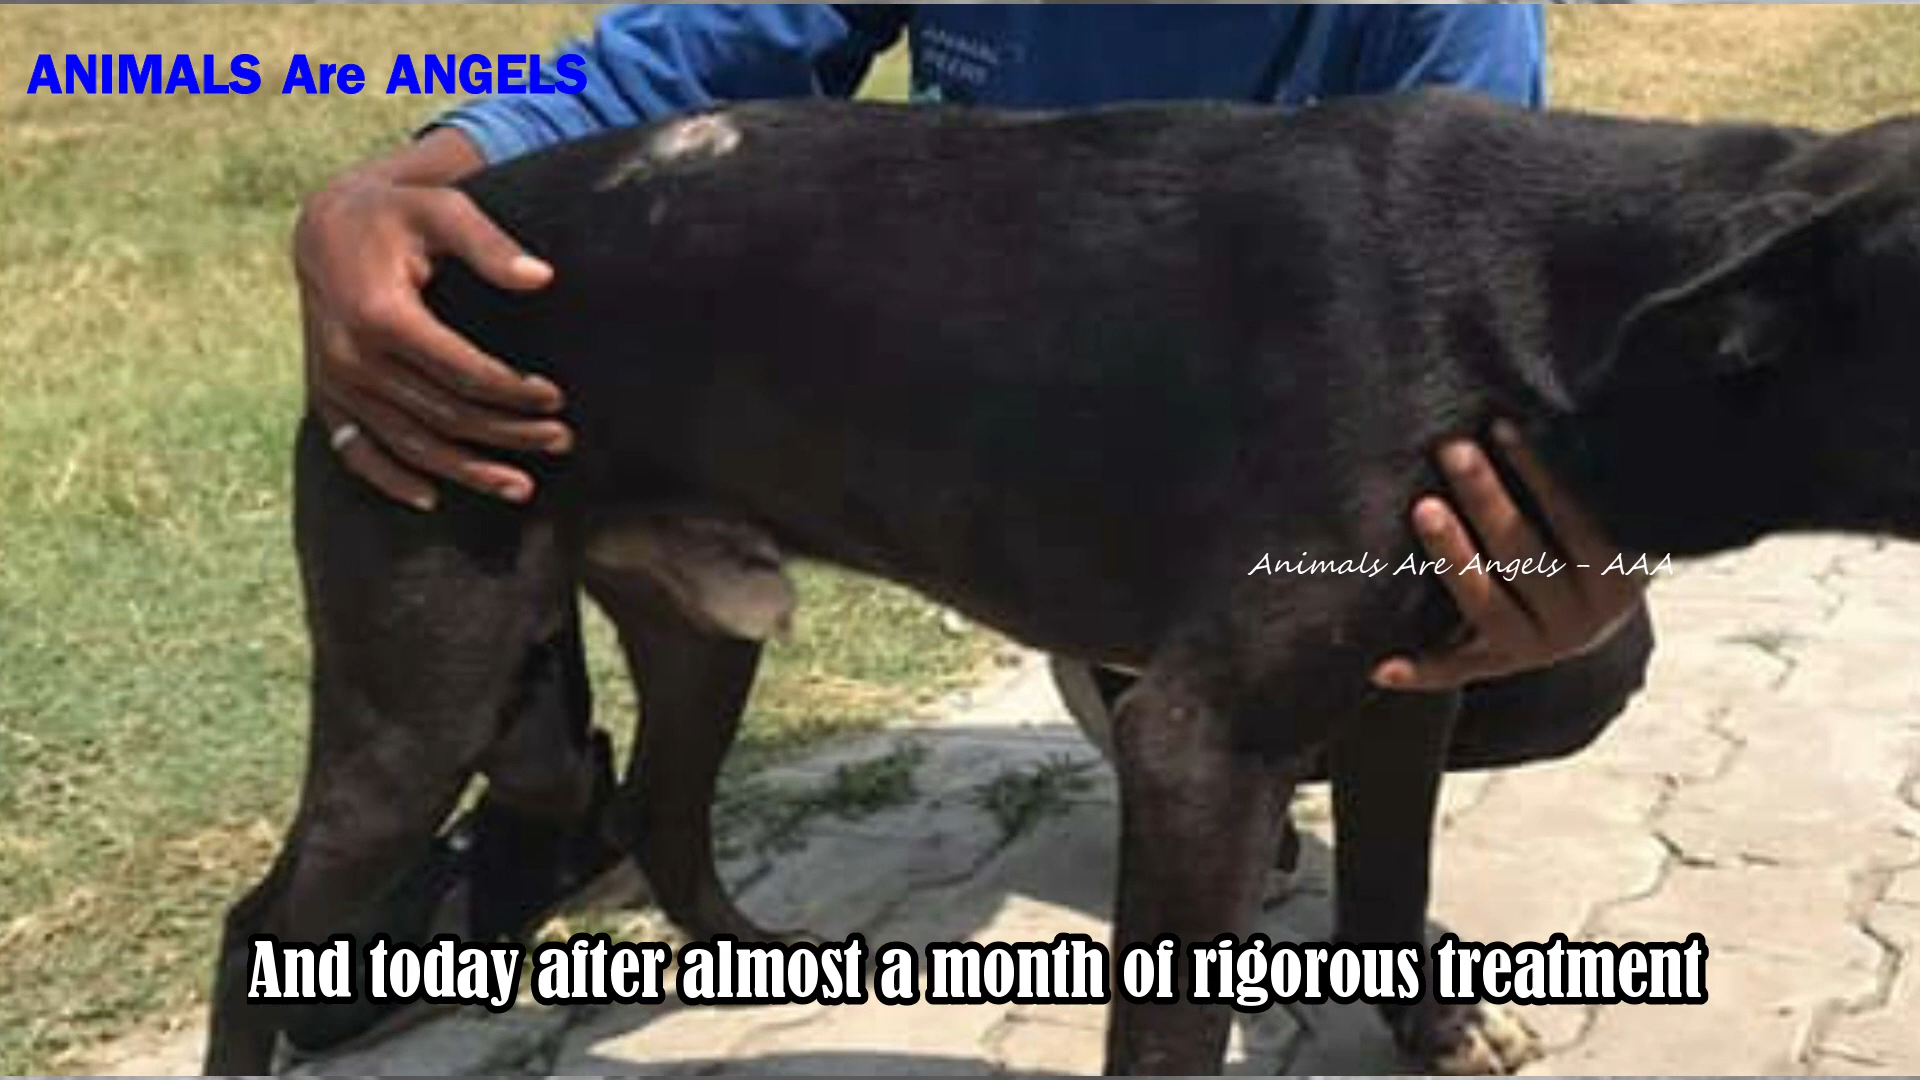 ANIMALS Are ANGELS
Animals Are Angels - AAA
And today after almost a month of rigorous treatment